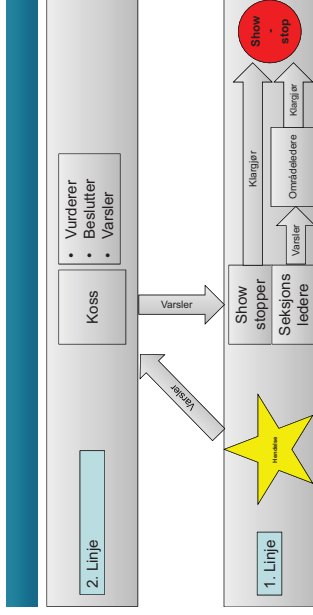 2. Linje
Koss
• Vurderer
• Beslutter
• Varsler
Varsler
Varsler
1. Linje
Hendelse
Show
stopper
Seksjons
ledere
Varsler
Områdeledere
Klargjør
Klargjør
Show
-
stop